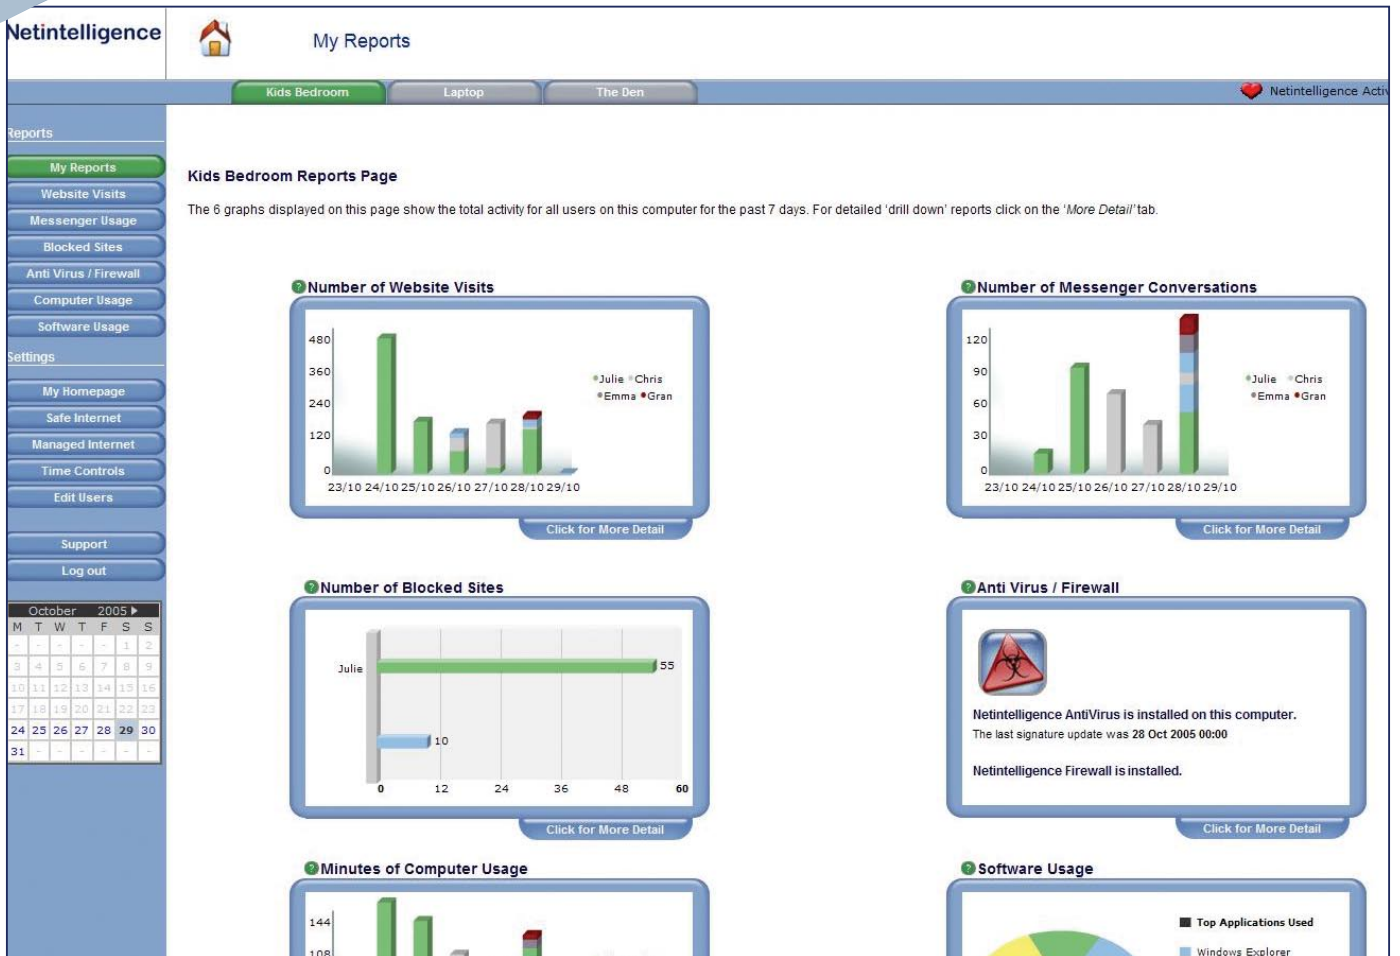 Netintelligence
My Reports
Kids Bedroom
Laptop
The Den
Netintelligence
Reports
My Reports
Website Visits
Messenger Usage
Blocked Sites
Anti Virus / Firewall
Computer Usage
Software Usage
Settings
My Homepage
Safe Internet
Managed Internet
Time Controls
Edit Users
Support
Log out
October 2005
M T W T F S S
- - - - - 1 2
3 4 5 6 7 8 9
10 11 12 13 14 15 16
17 18 19 20 21 22 23
24 25 26 27 28 29 30
31 - - - - - -
Kids Bedroom Reports Page
The 6 graphs displayed on this page show the total activity for all users on this computer for the past 7 days. For detailed ‘drill down’ reports click on the ‘More Detail’ tab.
Number of Website Visits
480
360
240
120
0
23/10 24/10 25/10 26/10 27/10 28/10 29/10
Julie Chris
Emma Gran
Click for More Detail
Number of Messenger Conversations
120
90
60
30
0
23/10 24/10 25/10 26/10 27/10 28/10 29/10
Julie Chris
Emma Gran
Click for More Detail
Number of Blocked Sites
Julie
55
10
0 12 24 36 48 60
Click for More Detail
Anti Virus / Firewall
Netintelligence AntiVirus is installed on this computer.
The last signature update was 28 Oct 2005 00:00
Netintelligence Firewall is installed.
Click for More Detail
Minutes of Computer Usage
144
108
Software Usage
Top Applications Used
Windows Explorer